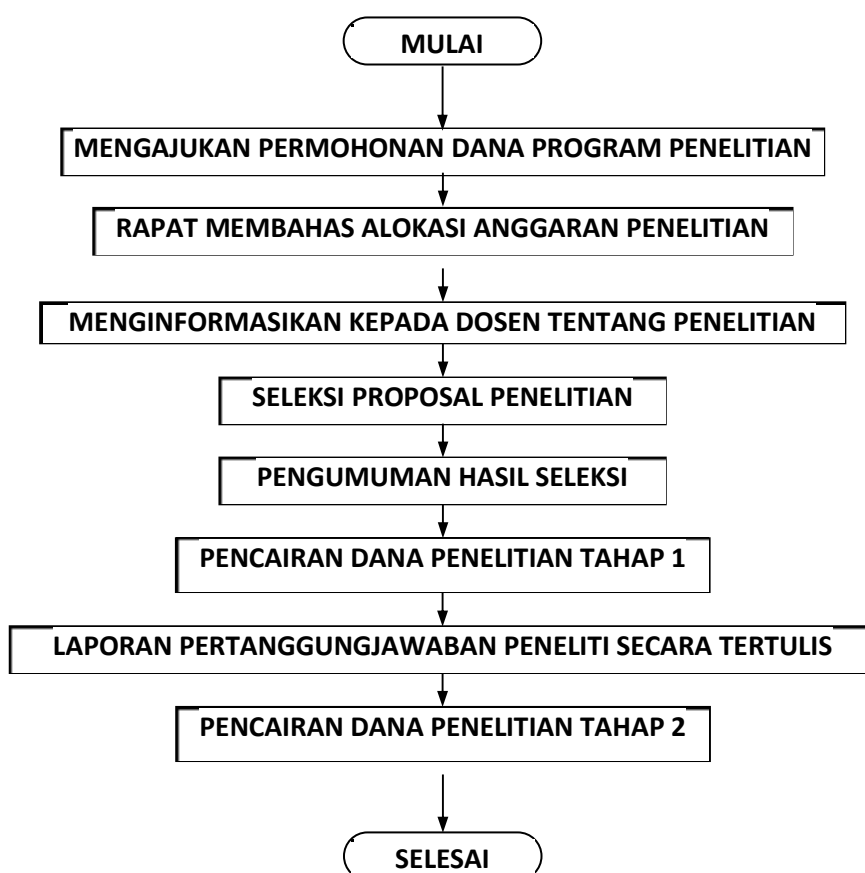 MULAI
MENGAJUKAN PERMOHONAN DANA PROGRAM PENELITIAN
RAPAT MEMBAHAS ALOKASI ANGGARAN PENELITIAN
MENGINFORMASIKAN KEPADA DOSEN TENTANG PENELITIAN
SELEKSI PROPOSAL PENELITIAN
PENGUMUMAN HASIL SELEKSI
PENCAIRAN DANA PENELITIAN TAHAP 1
LAPORAN PERTANGGUNGJAWABAN PENELITI SECARA TERTULIS
PENCAIRAN DANA PENELITIAN TAHAP 2
SELESAI